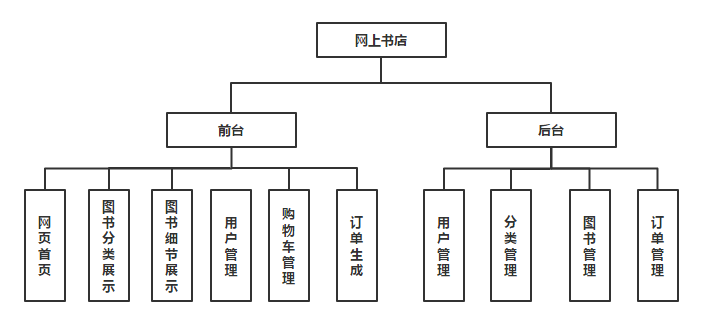 网上书店
前台
后台
网页首页
图书分类展示
图书细节展示
用户管理
购物车管理
订单生成
用户管理
分类管理
图书管理
订单管理